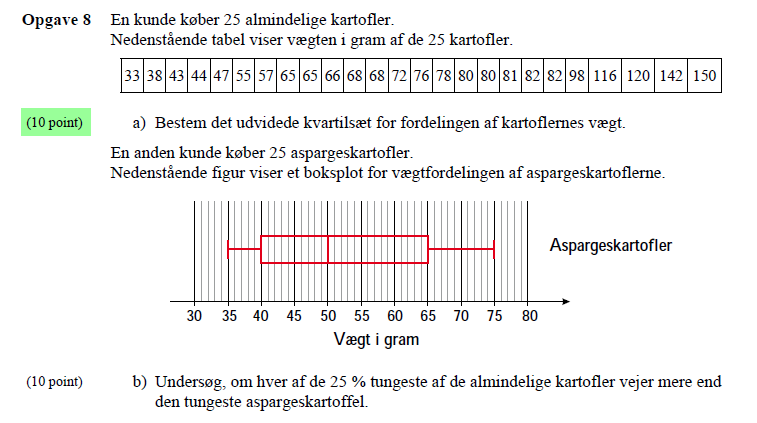 Opgave 8 En kunde køber 25 almindelige kartofler.
Nedenstående tabel viser vægten i gram af de 25 kartofler.
33 38 43 44 47 55 57 65 65 66 68 68 72 76 78 80 80 81 82 82 98 116 120 142 150
(10 point) a) Bestem det udvidede kvartilsæt for fordelingen af kartoflernes vægt.
En anden kunde køber 25 aspargeskartofler.
Nedenstående figur viser et boksplot for vægtfordelingen af aspargeskartoflerne.
Aspargeskartofler
30 35 40 45 50 55 60 65 70 75 80
Vægt i gram
(10 point) b) Undersøg, om hver af de 25 % tungeste af de almindelige kartofler vejer mere end
den tungeste aspargeskartoffel.